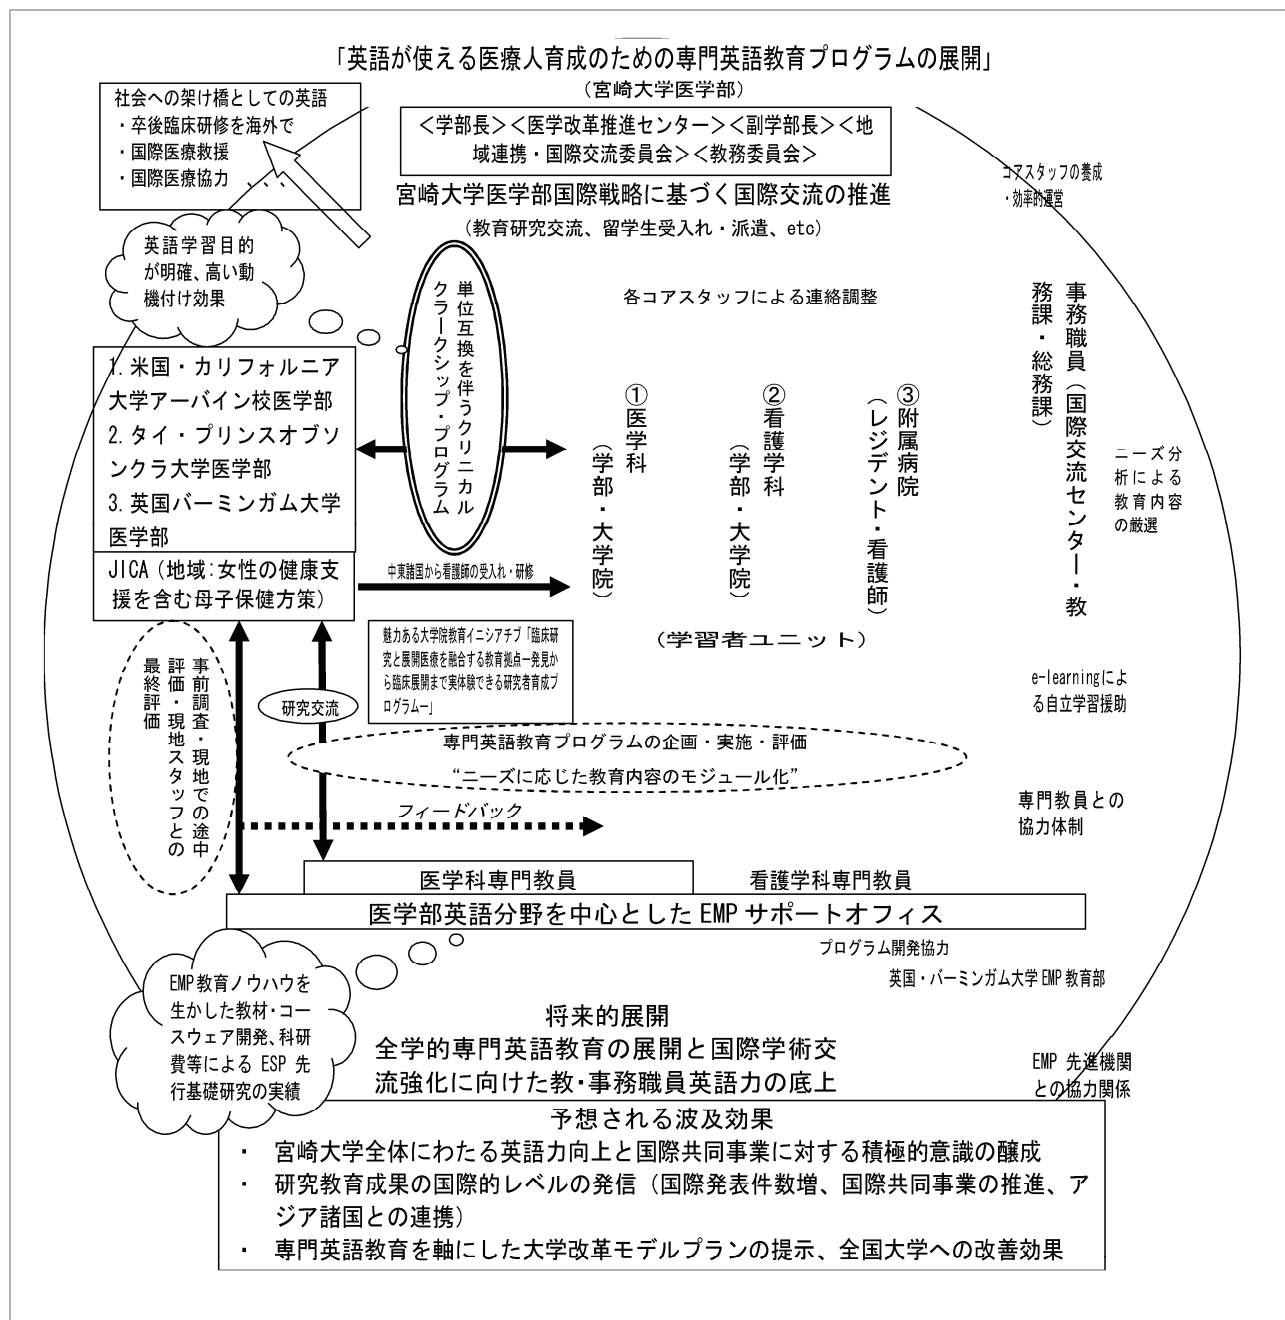 「英語が使える医療人育成のための専門英語教育プログラムの展開」
（宮崎大学医学部）
社会への架け橋としての英語
・卒後臨床研修を海外で
・国際医療救援
・国際医療協力　、、、
＜学部長＞＜医学改革推進センター＞＜副学部長＞＜地
域連携・国際交流委員会＞＜教務委員会＞
宮崎大学医学部国際戦略に基づく国際交流の推進
（教育研究交流、留学生受入れ・派遣、etc）
コアスタッフの養成
・効率的運営
英語学習目的
が明確、高い動
機付け効果
単位互換を伴うクリニカル
クラークシップ・プログラム
各コアスタッフによる連絡調整
事務職員（国際交流センター・教
務課・総務課）
1. 米国・カリフォルニア
大学アーバイン校医学部
2. タイ・プリンスオブソ
ンクラ大学医学部
3. 英国バーミンガム大学
医学部
①医学科
（学部・大学院）
②看護学科
（学部・大学院）
③附属病院
（レジデント・看護師）
ニーズ分
析による
教育内容
の厳選
JICA（地域:女性の健康支
援を含む母子保健方策）
中東諸国から看護師の受入れ・研修
（学習者ユニット）
魅力ある大学院教育イニシアチブ「臨床研
究と展開医療を融合する教育拠点ー発見か
ら臨床展開まで実体験できる研究者育成プ
ログラムー」
事前調査・現地での途中
評価・現地スタッフとの
最終評価
研究交流
e-learningによ
る自立学習援助
専門英語教育プログラムの企画・実施・評価
“ニーズに応じた教育内容のモジュール化”
フィードバック
専門教員との
協力体制
医学科専門教員
看護学科専門教員
医学部英語分野を中心とした EMP サポートオフィス
プログラム開発協力
英国・バーミンガム大学 EMP 教育部
EMP 教育ノウハウを
生かした教材・コー
スウェア開発、科研
費等による ESP 先
行基礎研究の実績
将来的展開
全学的専門英語教育の展開と国際学術交
流強化に向けた教・事務職員英語力の底上
EMP 先進機関
との協力関係
予想される波及効果
・ 宮崎大学全体にわたる英語力向上と国際共同事業に対する積極的意識の醸成
・ 研究教育成果の国際的レベルの発信（国際発表件数増、国際共同事業の推進、ア
ジア諸国との連携）
・ 専門英語教育を軸にした大学改革モデルプランの提示、全国大学への改善効果